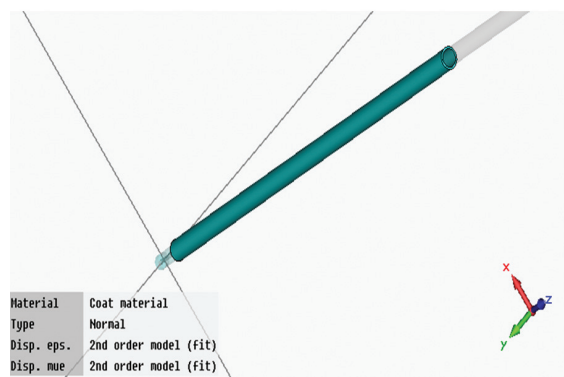 Material Coat material
Type Normal
Disp. eps. 2nd order model (fit)
Disp. mue 2nd order model (fit)
x
z
y